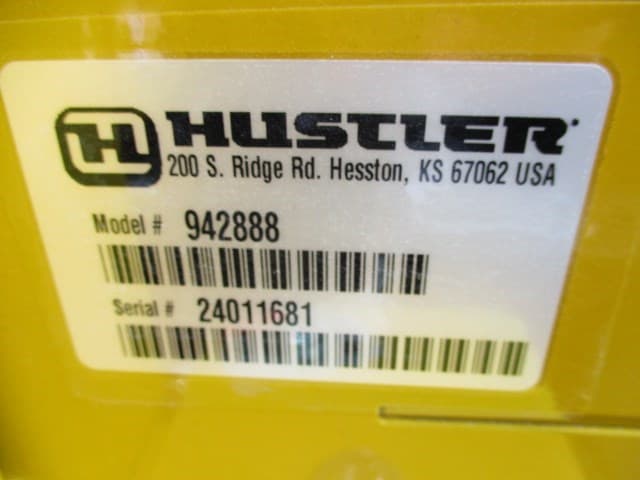 H HUSTLER
200 S. Ridge Rd. Hesston, KS 67062 USA
Model # 942888
Serial # 24011681